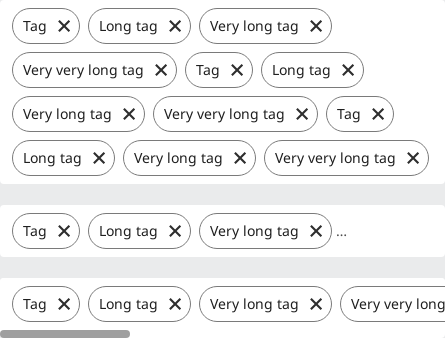 Tag Long tag Very long tag
Very very long tag Tag Long tag
Very long tag Very very long tag Tag
Long tag Very long tag Very very long tag
Tag Long tag Very long tag ...
Tag Long tag Very long tag Very very long